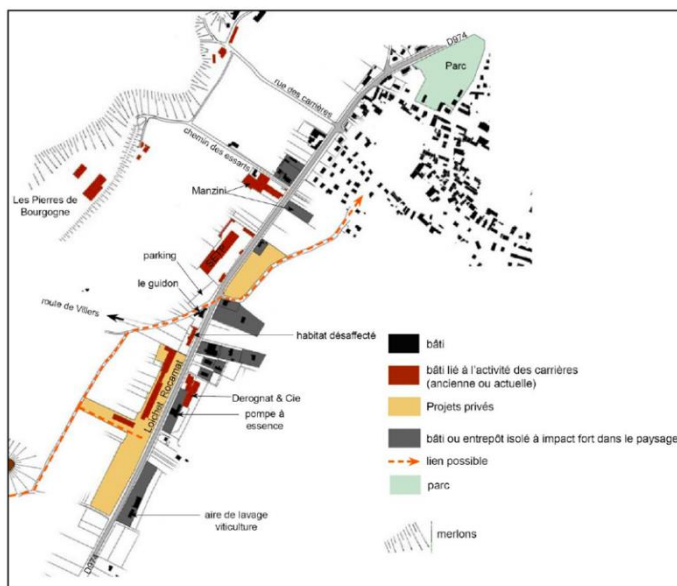 D974
Parc
rue des carrières
chemin des essarts
Manzini
Les Pierres de
Bourgogne
parking
le guidon
route de Villers
habitat désaffecté
Loichet Rocamat
Derognat & Cie
pompe à
essence
aire de lavage
viticulture
D974
bâti
bâti lié à l'activité des carrières
(ancienne ou actuelle)
Projets privés
bâti ou entrepôt isolé à impact fort dans le paysage
lien possible
parc
merlons